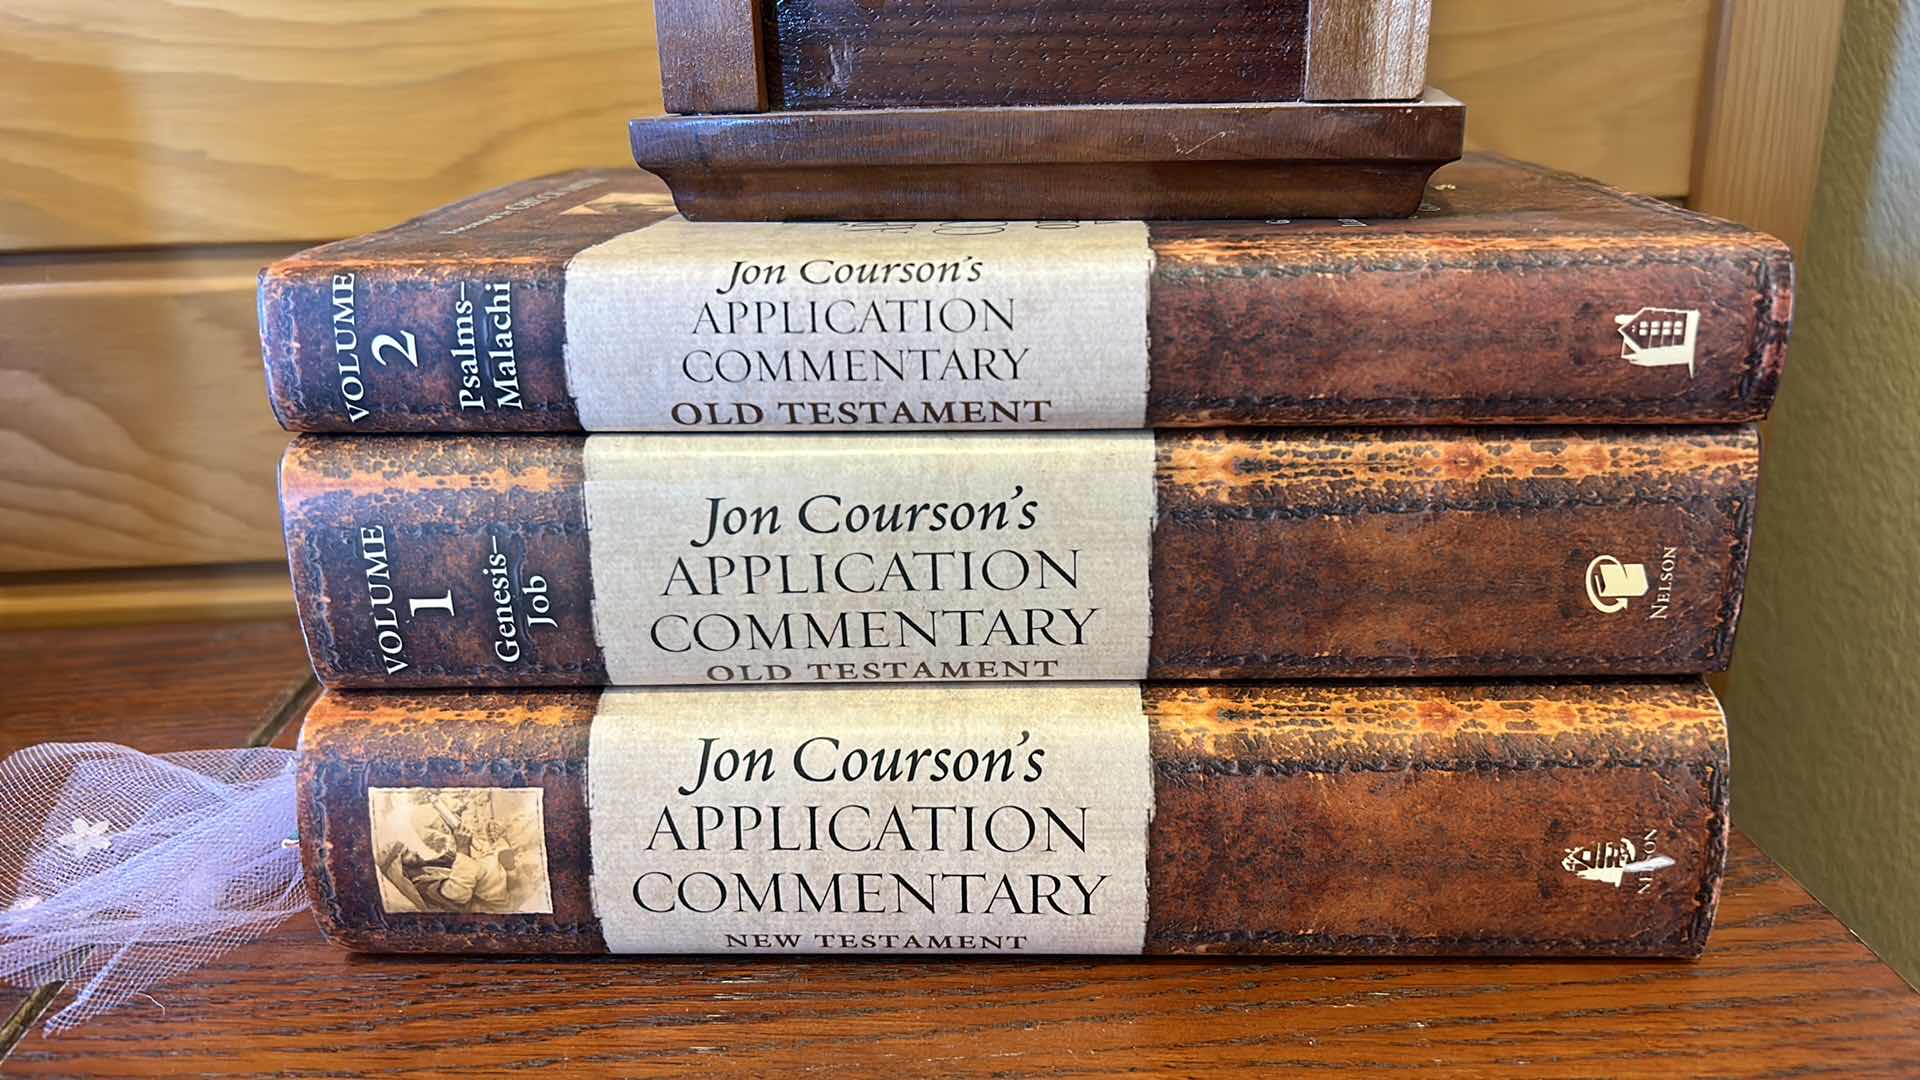 VOLUME
2
Psalms–
Malachi
Jon Courson's
APPLICATION
COMMENTARY
OLD TESTAMENT
VOLUME
1
Genesis–
Job
Jon Courson's
APPLICATION
COMMENTARY
OLD TESTAMENT
NELSON
Jon Courson's
APPLICATION
COMMENTARY
NEW TESTAMENT